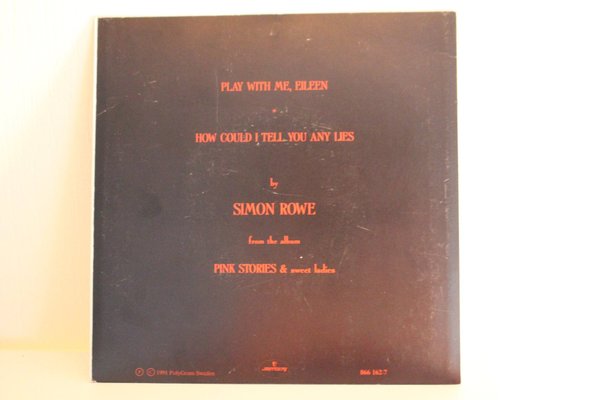 PLAY WITH ME, EILEEN
+
HOW COULD I TELL YOU ANY LIES
by
SIMON ROWE
from the album
PINK STORIES & sweet ladies
mercury
Ⓟ © 1991 PolyGram Sweden
866 162-7